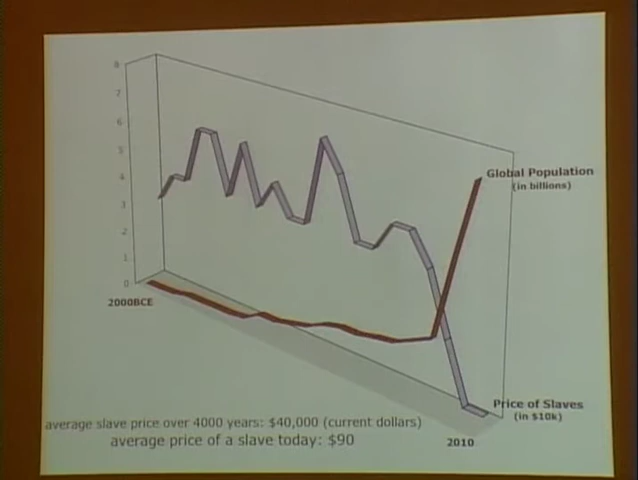 8
7
6
5
4
3
2
1
0
2000BCE
Global Population
(in billions)
Price of Slaves
(in $10k)
2010
average slave price over 4000 years: $40,000 (current dollars)
average price of a slave today: $90